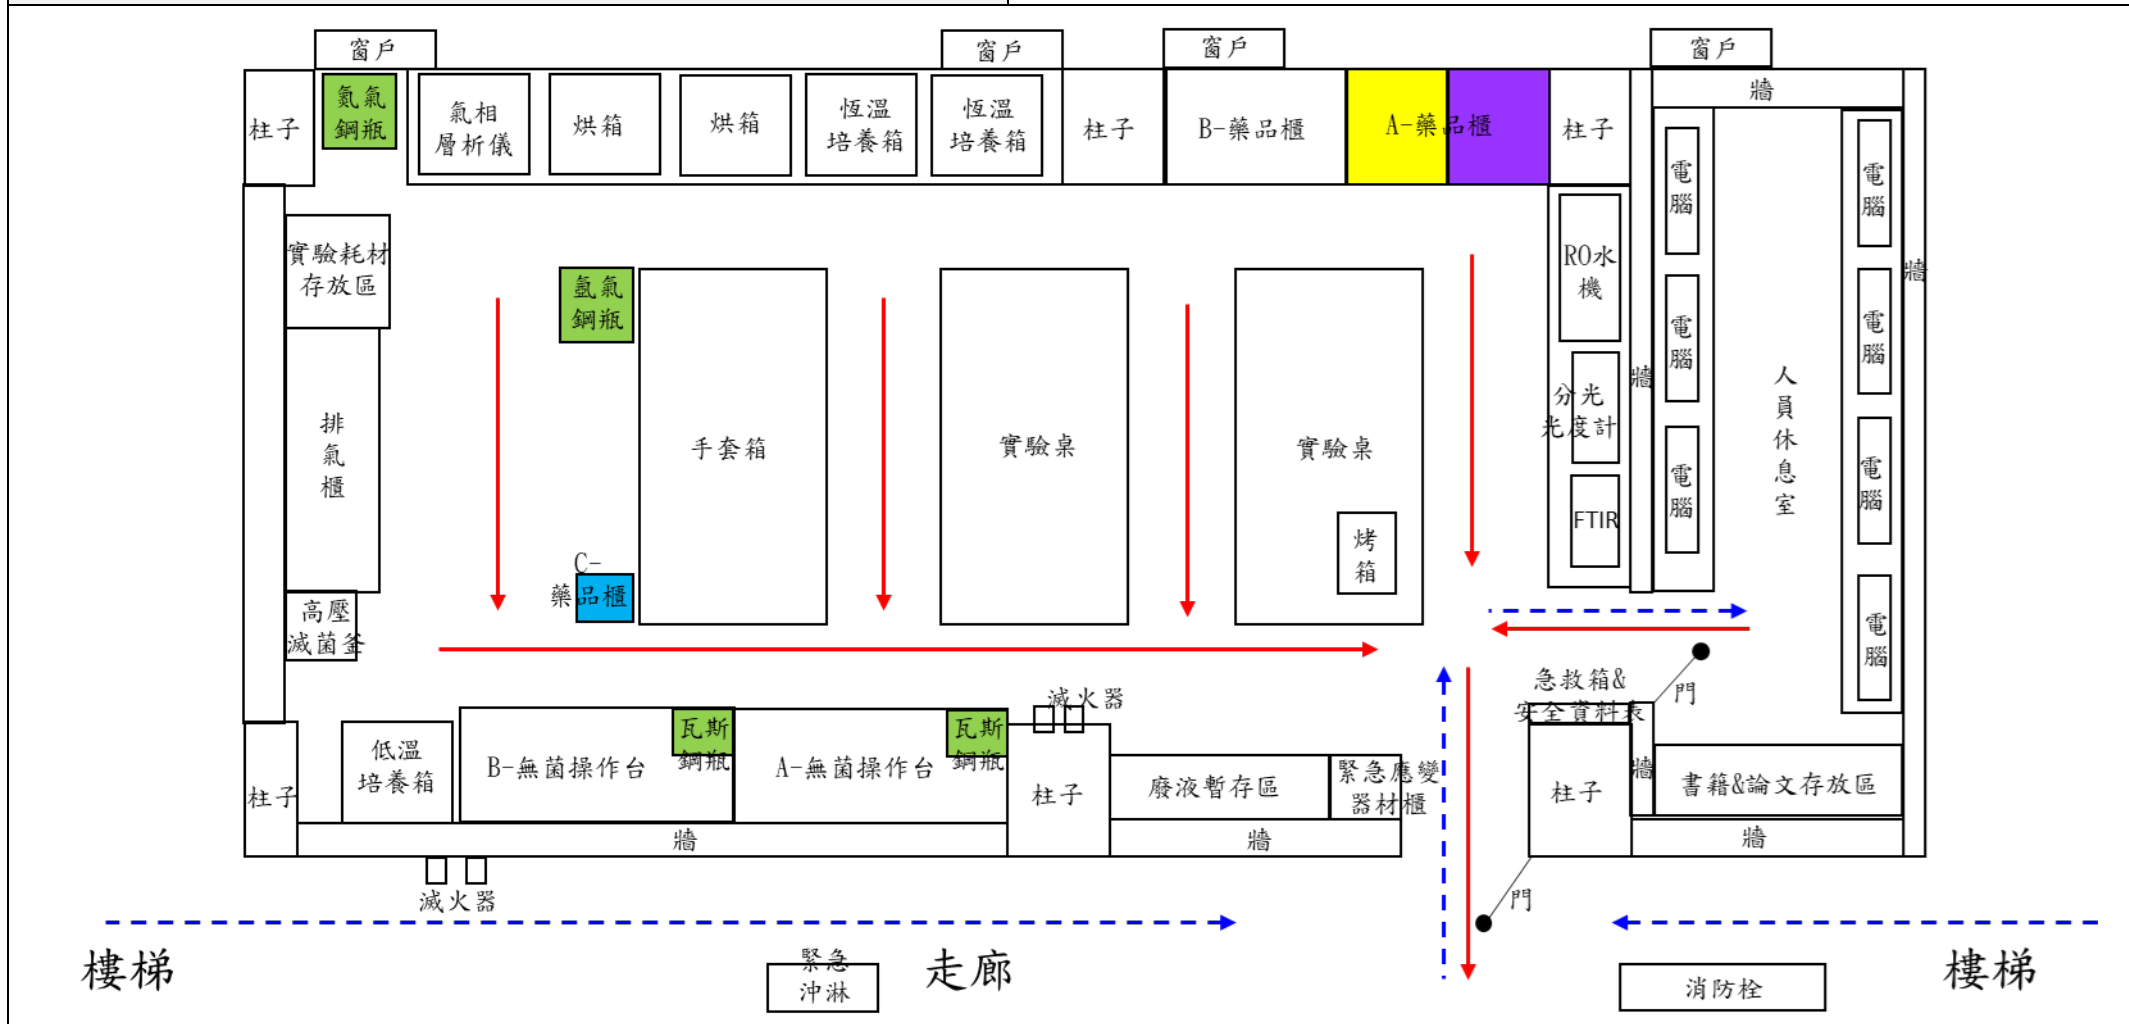 窗戶
窗戶
窗戶
窗戶
柱子
氮氣
鋼瓶
氣相
層析儀
烘箱
烘箱
恆溫
培養箱
恆溫
培養箱
柱子
B-藥品櫃
A-藥品櫃
柱子
牆
電腦
電腦
RO水
機
牆
實驗耗材
存放區
氬氣
鋼瓶
電腦
電腦
分光
光度計
牆
人員休息室
排氣櫃
手套箱
實驗桌
實驗桌
烤箱
FTIR
電腦
電腦
C-
藥品櫃
高壓
滅菌釜
電腦
滅火器
急救箱&
安全資料表
門
柱子
低溫
培養箱
B-無菌操作台
瓦斯
鋼瓶
A-無菌操作台
瓦斯
鋼瓶
柱子
廢液暫存區
緊急應變
器材櫃
柱子
牆
書籍&論文存放區
牆
牆
牆
滅火器
門
樓梯
緊急
沖淋
走廊
消防栓
樓梯